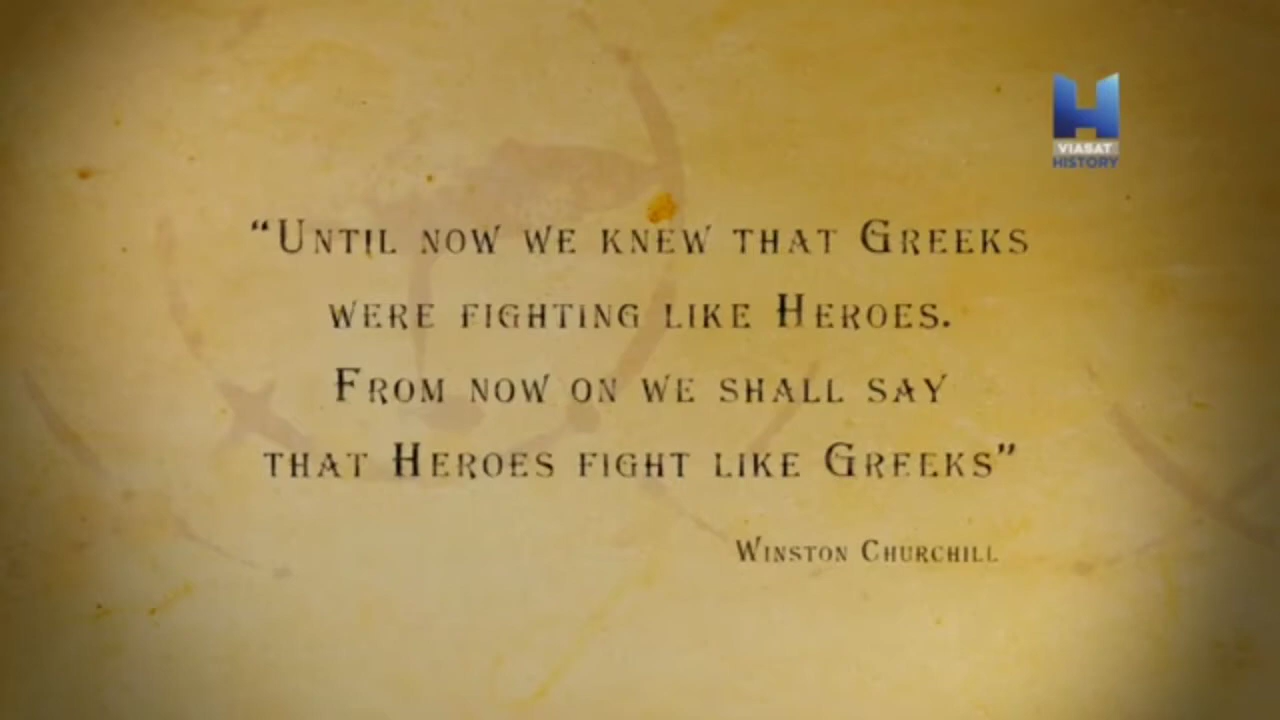 VIASAT
HISTORY
“Until now we knew that Greeks
were fighting like Heroes.
From now on we shall say
that Heroes fight like Greeks”
Winston Churchill